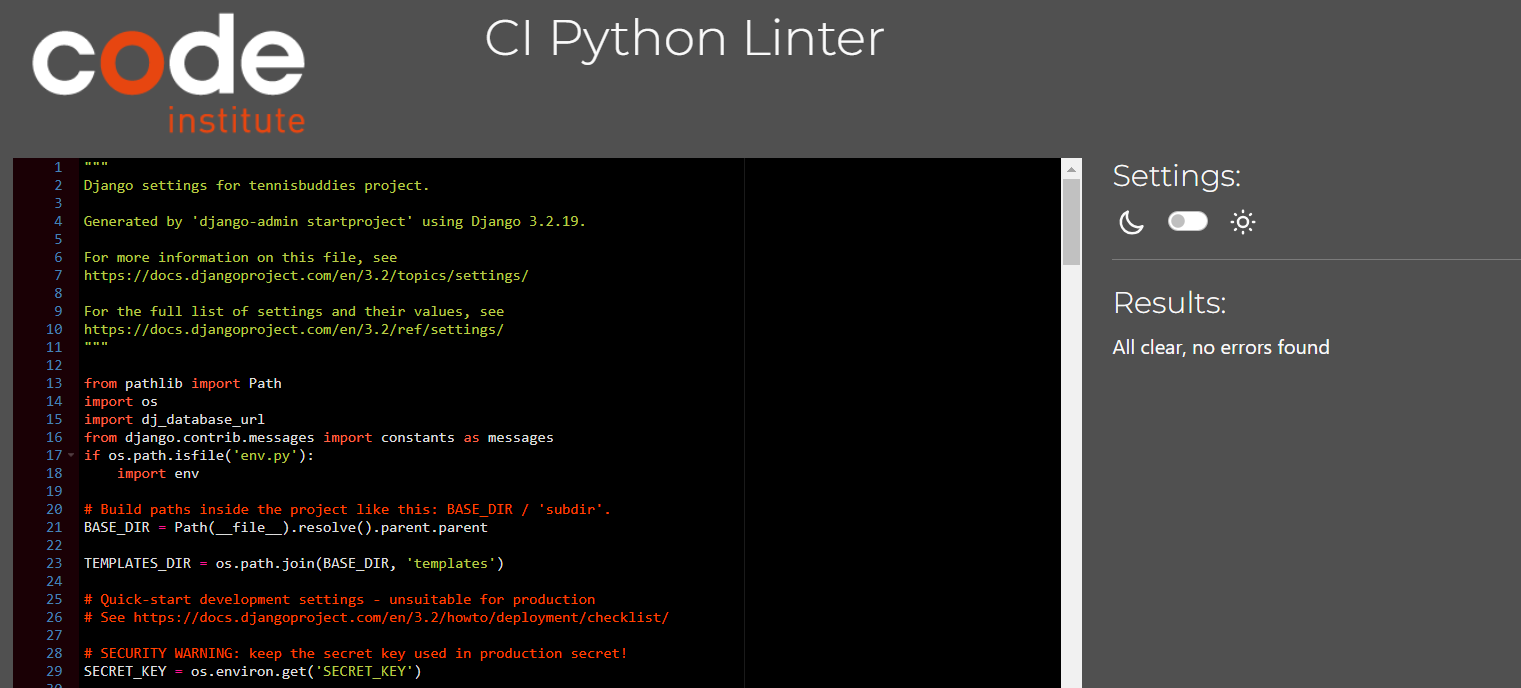 code
institute
CI Python Linter
1 """
2 Django settings for tennisbuddies project.
3
4 Generated by 'django-admin startproject' using Django 3.2.19.
5
6 For more information on this file, see
7 https://docs.djangoproject.com/en/3.2/topics/settings/
8
9 For the full list of settings and their values, see
10 https://docs.djangoproject.com/en/3.2/ref/settings/
11 """
12
13 from pathlib import Path
14 import os
15 import dj_database_url
16 from django.contrib.messages import constants as messages
17 if os.path.isfile('env.py'):
18     import env
19
20 # Build paths inside the project like this: BASE_DIR / 'subdir'.
21 BASE_DIR = Path(__file__).resolve().parent.parent
22
23 TEMPLATES_DIR = os.path.join(BASE_DIR, 'templates')
24
25 # Quick-start development settings - unsuitable for production
26 # See https://docs.djangoproject.com/en/3.2/howto/deployment/checklist/
27
28 # SECURITY WARNING: keep the secret key used in production secret!
29 SECRET_KEY = os.environ.get('SECRET_KEY')
Settings:
Results:
All clear, no errors found